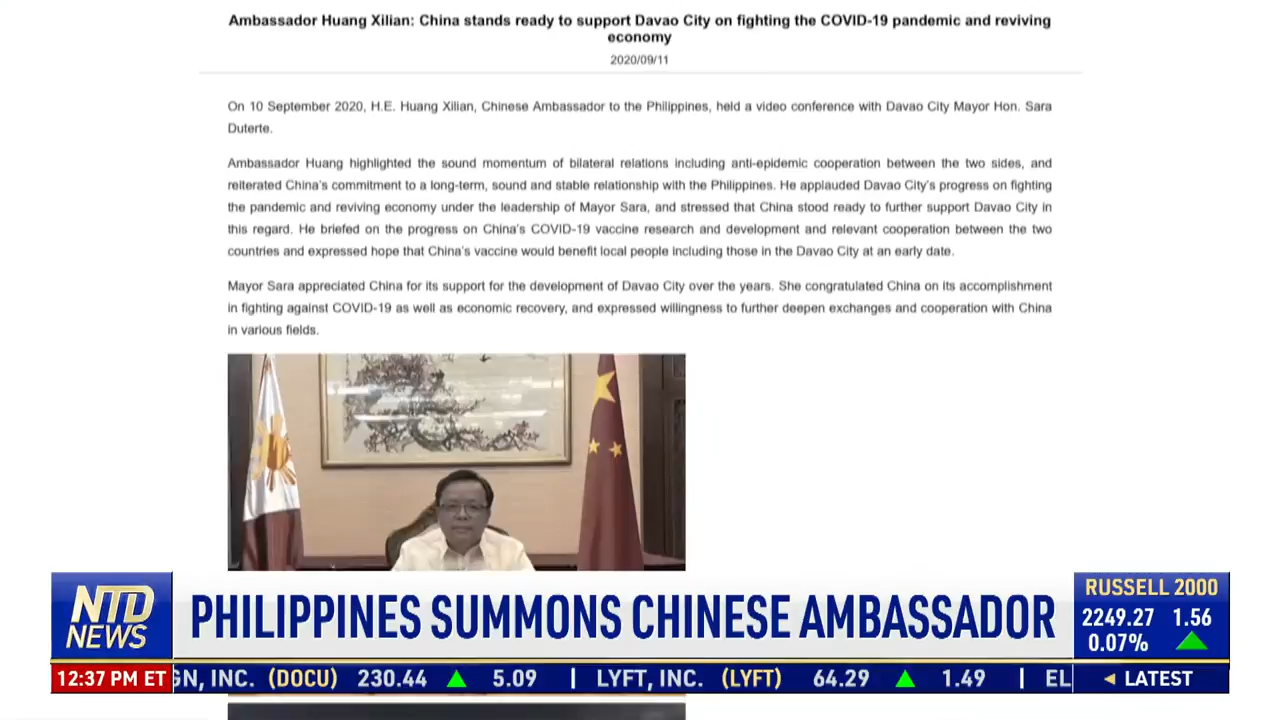 Ambassador Huang Xilian: China stands ready to support Davao City on fighting the COVID-19 pandemic and reviving
economy
2020/09/11
On 10 September 2020, H.E. Huang Xilian, Chinese Ambassador to the Philippines, held a video conference with Davao City Mayor Hon. Sara
Duterte.
Ambassador Huang highlighted the sound momentum of bilateral relations including anti-epidemic cooperation between the two sides, and
reiterated China's commitment to a long-term, sound and stable relationship with the Philippines. He applauded Davao City's progress on fighting
the pandemic and reviving economy under the leadership of Mayor Sara, and stressed that China stood ready to further support Davao City in
this regard. He briefed on the progress on China's COVID-19 vaccine research and development and relevant cooperation between the two
countries and expressed hope that China's vaccine would benefit local people including those in the Davao City at an early date.
Mayor Sara appreciated China for its support for the development of Davao City over the years. She congratulated China on its accomplishment
in fighting against COVID-19 as well as economic recovery, and expressed willingness to further deepen exchanges and cooperation with China
in various fields.
NTD
NEWS
PHILIPPINES SUMMONS CHINESE AMBASSADOR
RUSSELL 2000
2249.27 1.56
0.07%
12:37 PM ET GN, INC. (DOCU) 230.44 5.09 | LYFT, INC. (LYFT) 64.29 1.49 | EL LATEST